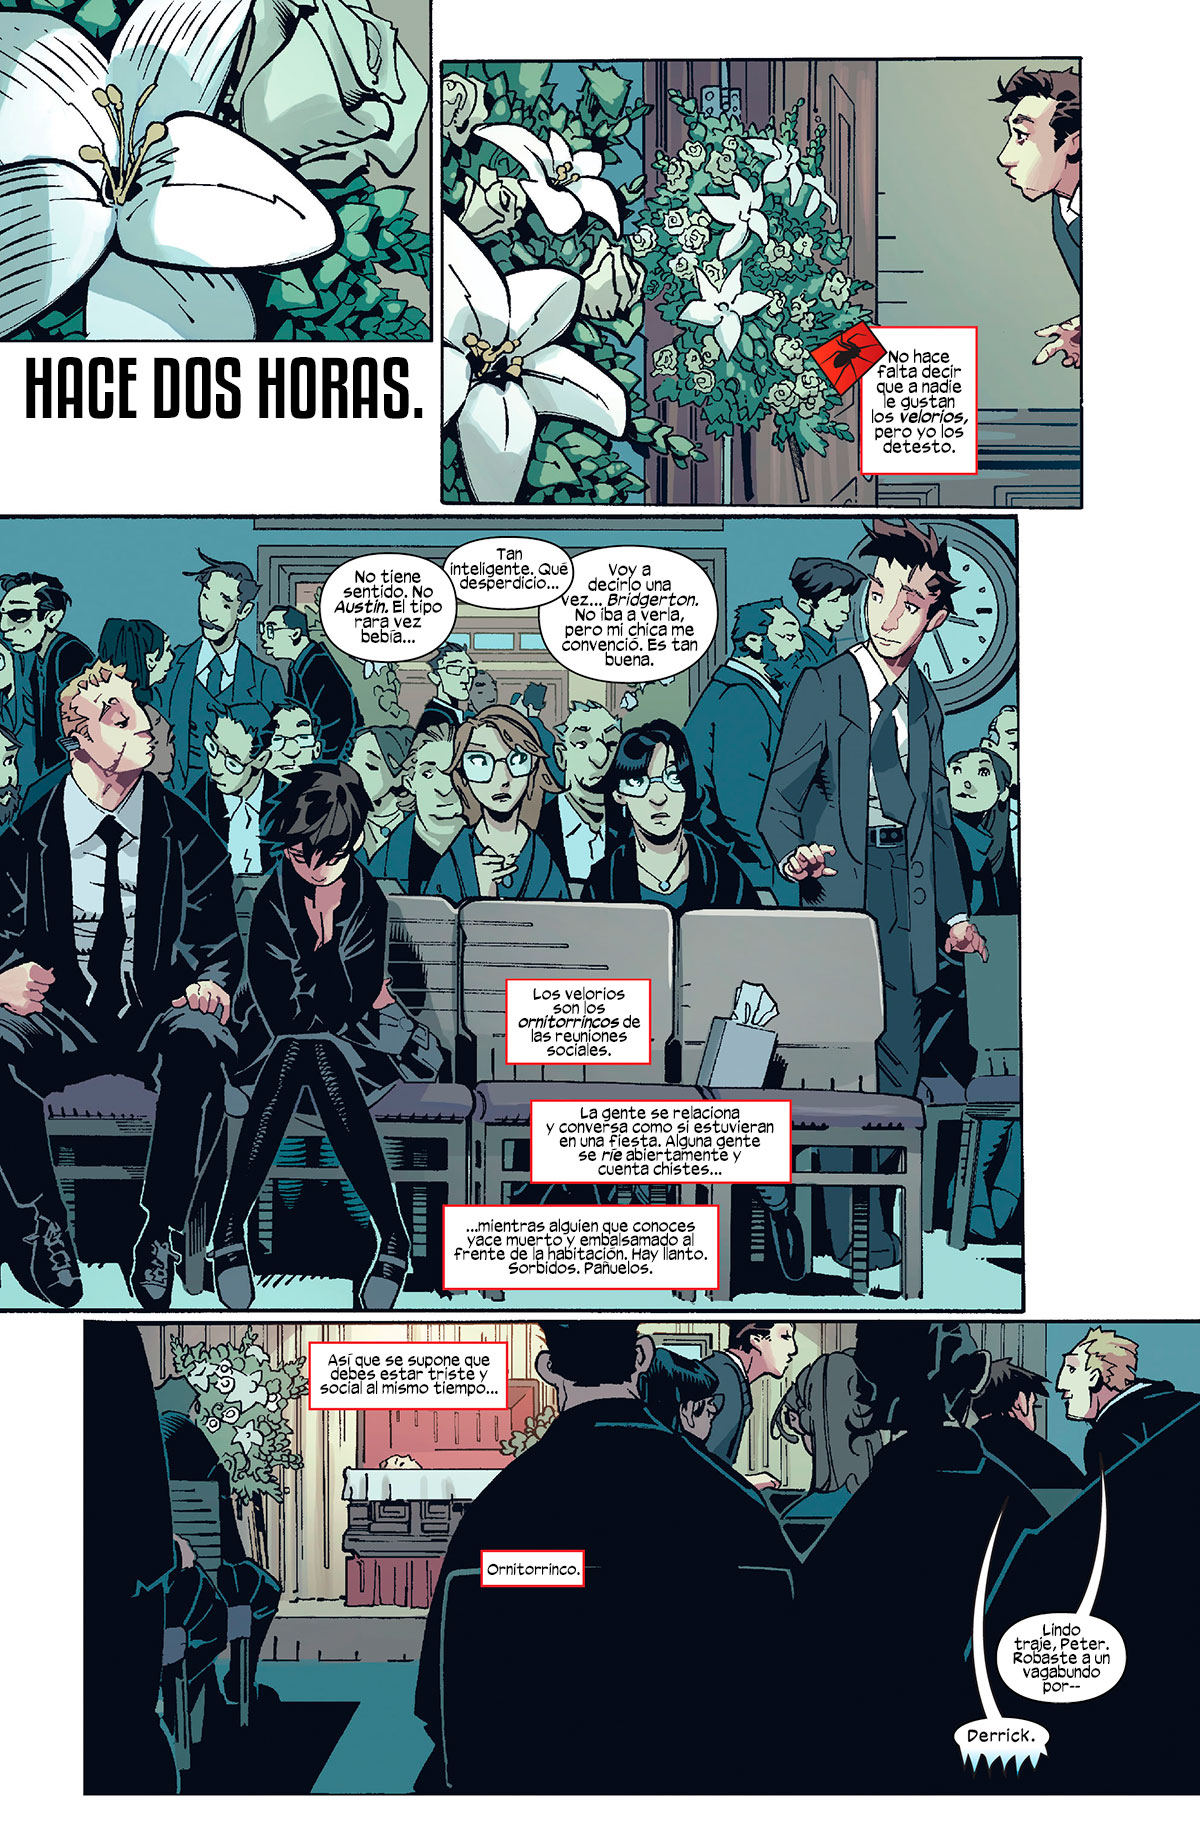 HACE DOS HORAS.
No hace
falta decir
que a nadie
le gustan
los velorios,
pero yo los
detesto.
No tiene
sentido. No
Austin. El tipo
rara vez
bebía...
Tan
inteligente. Qué
desperdicio...
Voy a
decirlo una
vez... Bridgerton.
No iba a verla,
pero mi chica me
convenció. Es tan
buena.
Los velorios
son los
ornitorrincos de
las reuniones
sociales.
La gente se relaciona
y conversa como si estuvieran
en una fiesta. Alguna gente
se ríe abiertamente y
cuenta chistes...
...mientras alguien que conoces
yace muerto y embalsamado al
frente de la habitación. Hay llanto.
Sorbidos. Pañuelos.
Así que se supone que
debes estar triste y
social al mismo tiempo...
Ornitorrinco.
Lindo
traje, Peter.
Robaste a un
vagabundo
por--
Derrick.